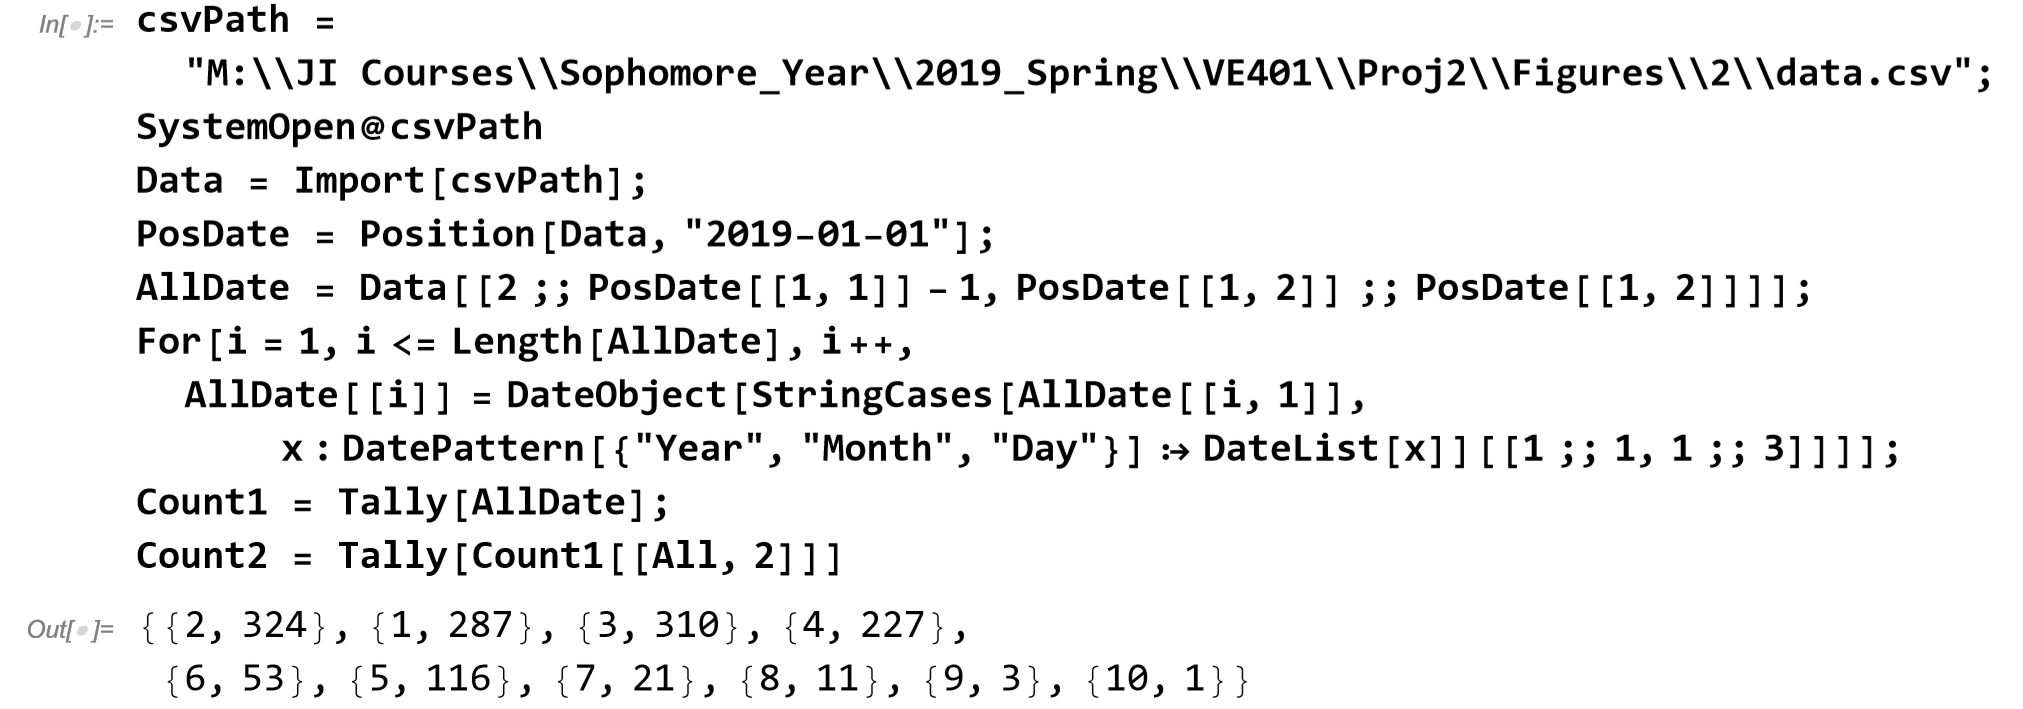 In[•]:= csvPath =
"M:\\JI Courses\\Sophomore_Year\\2019_Spring\\VE401\\Proj2\\Figures\\2\\data.csv";
SystemOpen@csvPath
Data = Import[csvPath];
PosDate = Position[Data, "2019-01-01"];
AllDate = Data[[2 ;; PosDate[[1, 1]] - 1, PosDate[[1, 2]] ;; PosDate[[1, 2]]]];
For[i = 1, i <= Length[AllDate], i++,
AllDate[[i]] = DateObject[StringCases[AllDate[[i, 1]],
x : DatePattern[{"Year", "Month", "Day"}] :→ DateList[x]][[1 ;; 1, 1 ;; 3]]]];
Count1 = Tally[AllDate];
Count2 = Tally[Count1[[All, 2]]]
Out[•]= {{2, 324}, {1, 287}, {3, 310}, {4, 227},
{6, 53}, {5, 116}, {7, 21}, {8, 11}, {9, 3}, {10, 1}}